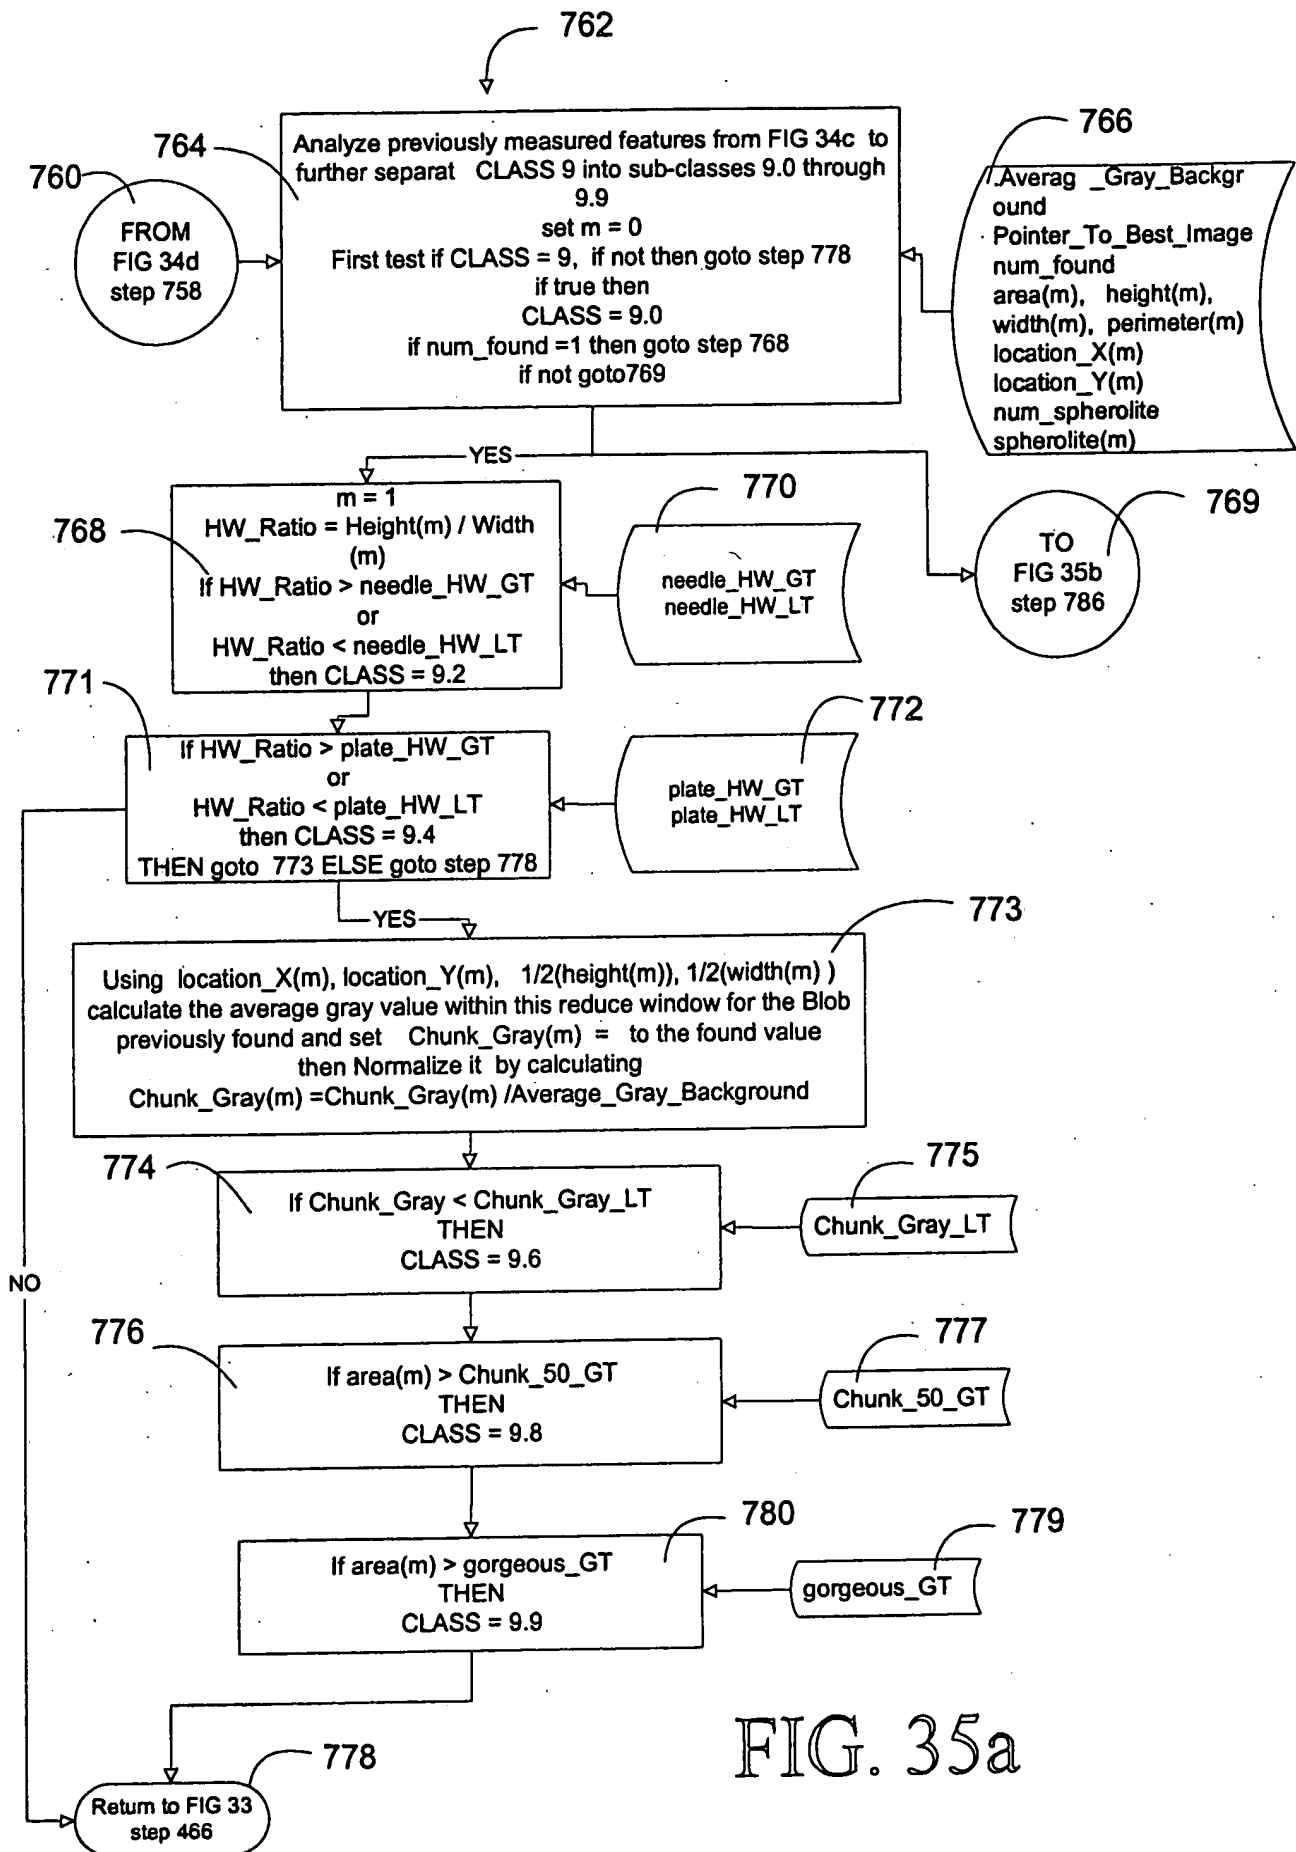 762
764
Analyze previously measured features from FIG 34c to
further separat CLASS 9 into sub-classes 9.0 through
9.9
set m = 0
First test if CLASS = 9, if not then goto step 778
if true then
CLASS = 9.0
if num_found =1 then goto step 768
if not goto769
760
FROM
FIG 34d
step 758
766
.Averag _Gray_Backgr
ound
Pointer_To_Best_Image
num_found
area(m), height(m),
width(m), perimeter(m)
location_X(m)
location_Y(m)
num_spherolite
spherolite(m)
YES
768
m = 1
HW_Ratio = Height(m) / Width
(m)
If HW_Ratio > needle_HW_GT
or
HW_Ratio < needle_HW_LT
then CLASS = 9.2
770
needle_HW_GT
needle_HW_LT
769
TO
FIG 35b
step 786
771
If HW_Ratio > plate_HW_GT
or
HW_Ratio < plate_HW_LT
then CLASS = 9.4
THEN goto 773 ELSE goto step 778
772
plate_HW_GT
plate_HW_LT
YES
773
Using location_X(m), location_Y(m), 1/2(height(m)), 1/2(width(m) )
calculate the average gray value within this reduce window for the Blob
previously found and set Chunk_Gray(m) = to the found value
then Normalize it by calculating
Chunk_Gray(m) =Chunk_Gray(m) /Average_Gray_Background
774
If Chunk_Gray < Chunk_Gray_LT
THEN
CLASS = 9.6
775
Chunk_Gray_LT
NO
776
If area(m) > Chunk_50_GT
THEN
CLASS = 9.8
777
Chunk_50_GT
780
If area(m) > gorgeous_GT
THEN
CLASS = 9.9
779
gorgeous_GT
778
Return to FIG 33
step 466
FIG. 35a